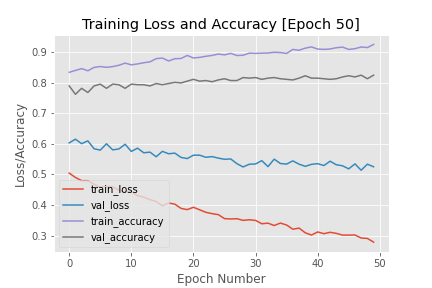 Training Loss and Accuracy [Epoch 50]
Loss/Accuracy
0.9
0.8
0.7
0.6
0.5
0.4
0.3
train_loss
val_loss
train_accuracy
val_accuracy
0 10 20 30 40 50
Epoch Number